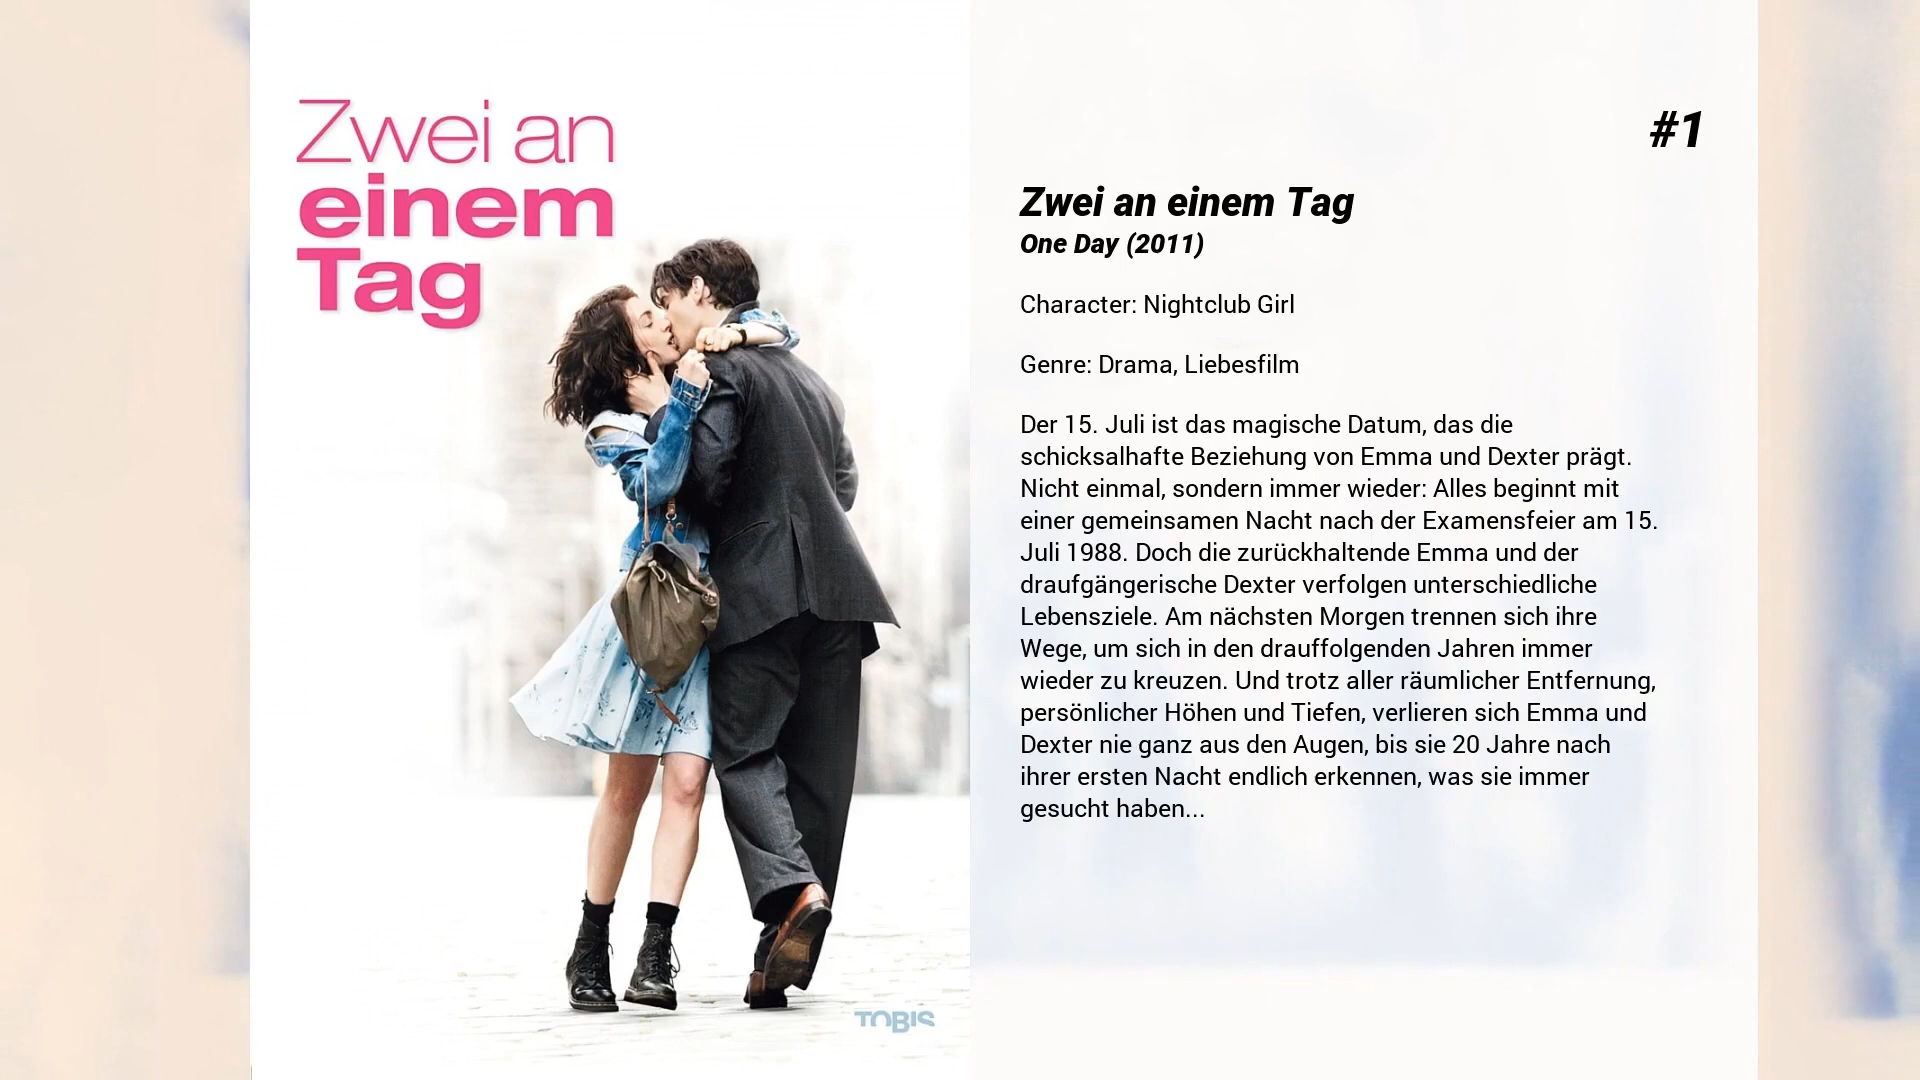 Zwei an
einem
Tag
TOBIS
#1
Zwei an einem Tag
One Day (2011)
Character: Nightclub Girl
Genre: Drama, Liebesfilm
Der 15. Juli ist das magische Datum, das die
schicksalhafte Beziehung von Emma und Dexter prägt.
Nicht einmal, sondern immer wieder: Alles beginnt mit
einer gemeinsamen Nacht nach der Examensfeier am 15.
Juli 1988. Doch die zurückhaltende Emma und der
draufgängerische Dexter verfolgen unterschiedliche
Lebensziele. Am nächsten Morgen trennen sich ihre
Wege, um sich in den drauffolgenden Jahren immer
wieder zu kreuzen. Und trotz aller räumlicher Entfernung,
persönlicher Höhen und Tiefen, verlieren sich Emma und
Dexter nie ganz aus den Augen, bis sie 20 Jahre nach
ihrer ersten Nacht endlich erkennen, was sie immer
gesucht haben...